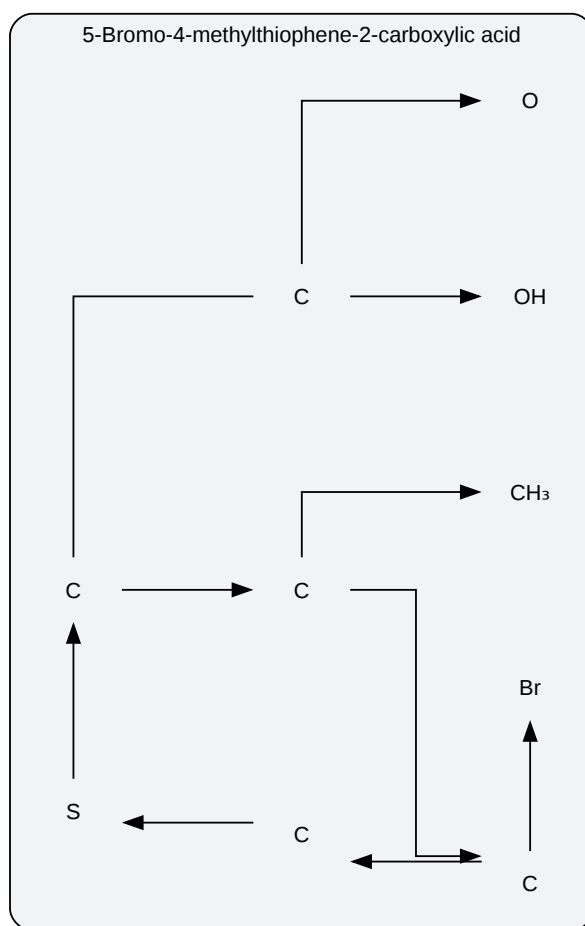 5-Bromo-4-methylthiophene-2-carboxylic acid
O
C OH
CH₃
C C
Br
S
C
C